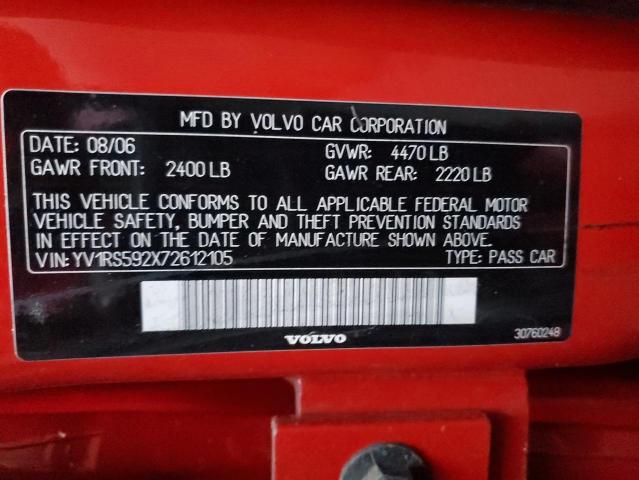 MFD BY VOLVO CAR CORPORATION
DATE: 08/06 GVWR: 4470 LB
GAWR FRONT: 2400 LB GAWR REAR: 2220 LB
THIS VEHICLE CONFORMS TO ALL APPLICABLE FEDERAL MOTOR
VEHICLE SAFETY, BUMPER AND THEFT PREVENTION STANDARDS
IN EFFECT ON THE DATE OF MANUFACTURE SHOWN ABOVE.
VIN: YV1RS592X72612105 TYPE: PASS CAR
VOLVO
30760248